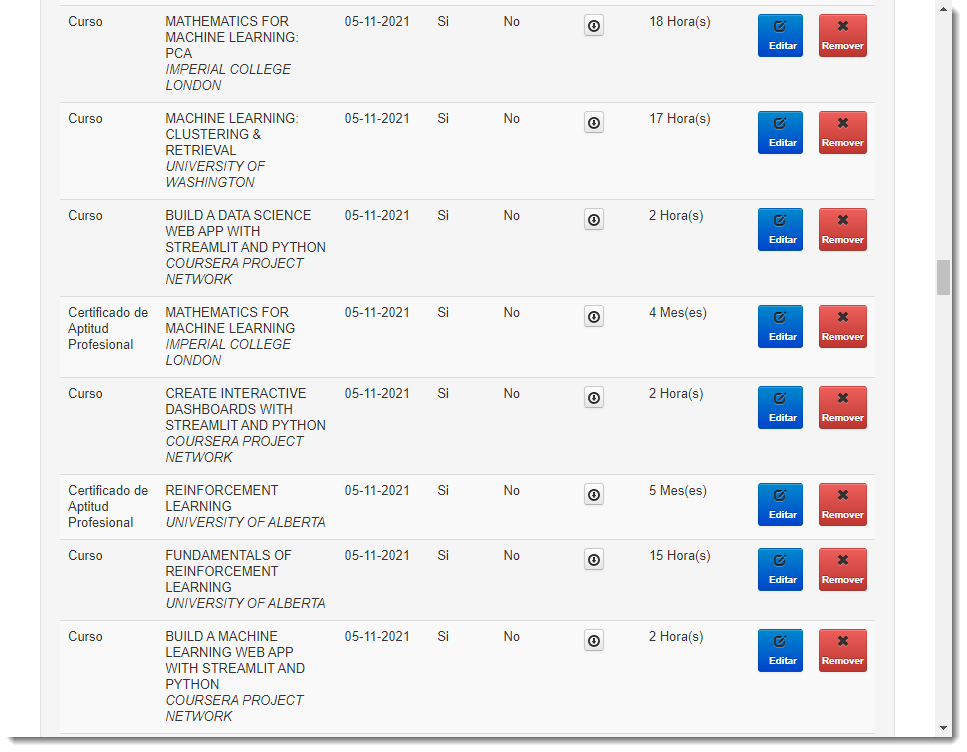 Curso MATHEMATICS FOR 05-11-2021 Si No 18 Hora(s)
MACHINE LEARNING:
PCA
IMPERIAL COLLEGE
LONDON
Editar Remover
Curso MACHINE LEARNING: 05-11-2021 Si No 17 Hora(s)
CLUSTERING &
RETRIEVAL
UNIVERSITY OF
WASHINGTON
Editar Remover
Curso BUILD A DATA SCIENCE 05-11-2021 Si No 2 Hora(s)
WEB APP WITH
STREAMLIT AND PYTHON
COURSERA PROJECT
NETWORK
Editar Remover
Certificado de MATHEMATICS FOR 05-11-2021 Si No 4 Mes(es)
Aptitud MACHINE LEARNING
Profesional IMPERIAL COLLEGE
LONDON
Editar Remover
Curso CREATE INTERACTIVE 05-11-2021 Si No 2 Hora(s)
DASHBOARDS WITH
STREAMLIT AND PYTHON
COURSERA PROJECT
NETWORK
Editar Remover
Certificado de REINFORCEMENT 05-11-2021 Si No 5 Mes(es)
Aptitud LEARNING
Profesional UNIVERSITY OF ALBERTA
Editar Remover
Curso FUNDAMENTALS OF 05-11-2021 Si No 15 Hora(s)
REINFORCEMENT
LEARNING
UNIVERSITY OF ALBERTA
Editar Remover
Curso BUILD A MACHINE 05-11-2021 Si No 2 Hora(s)
LEARNING WEB APP
WITH STREAMLIT AND
PYTHON
COURSERA PROJECT
NETWORK
Editar Remover